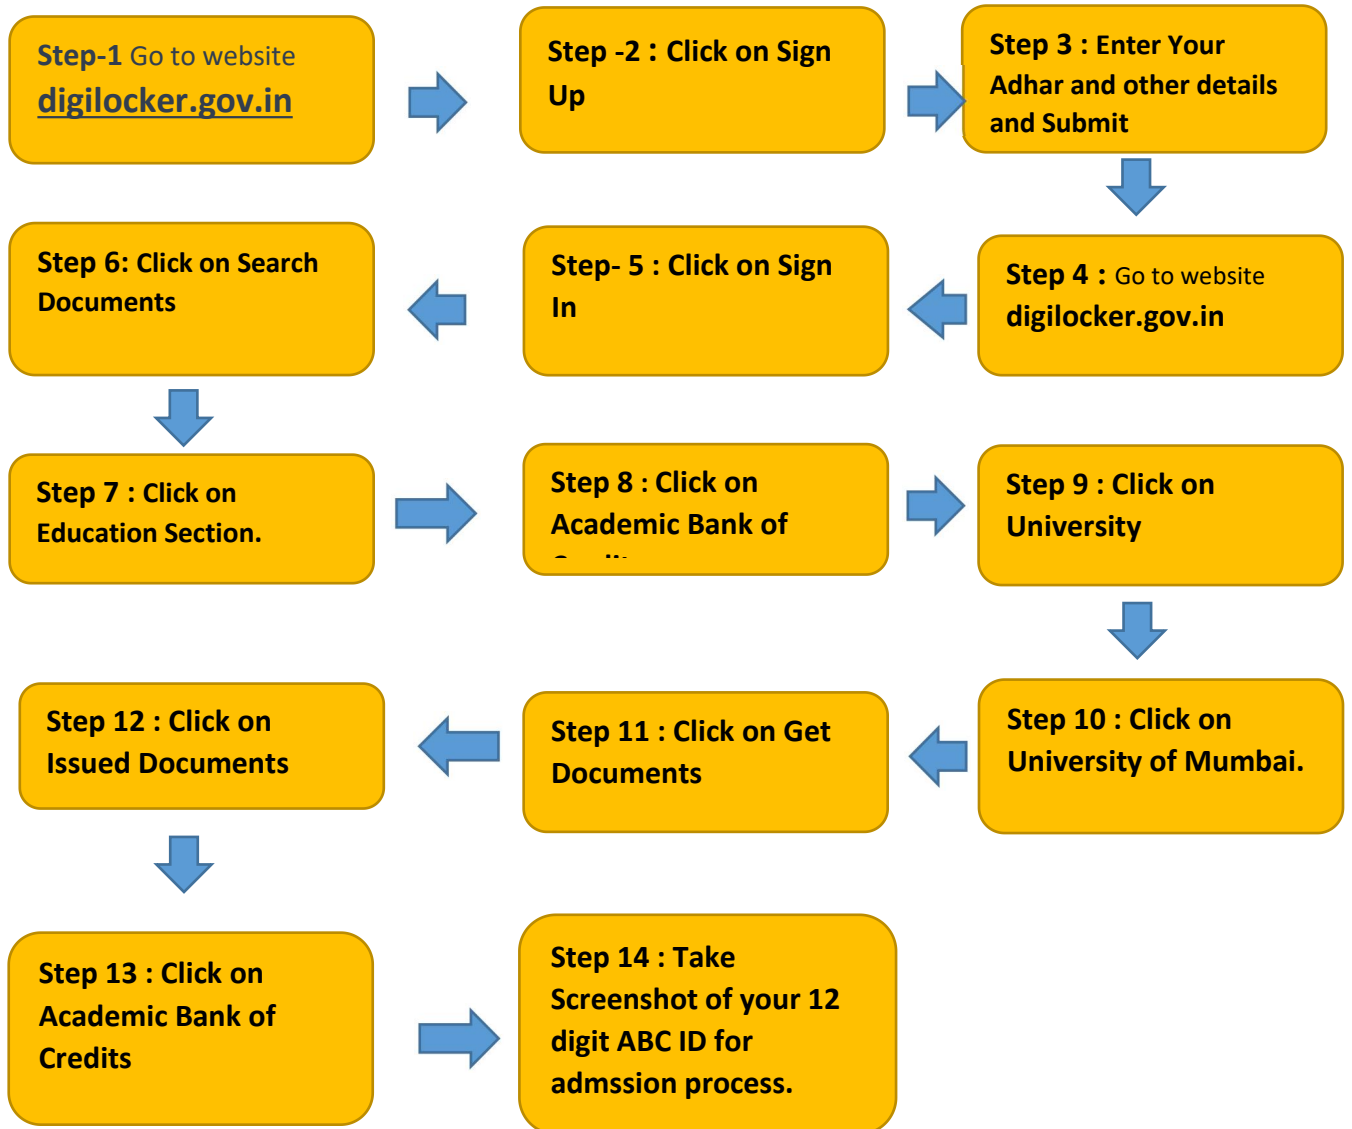 Step-1 Go to website
digilocker.gov.in
Step -2 : Click on Sign
Up
Step 3 : Enter Your
Adhar and other details
and Submit
Step 4 : Go to website
digilocker.gov.in
Step- 5 : Click on Sign
In
Step 6: Click on Search
Documents
Step 7 : Click on
Education Section.
Step 8 : Click on
Academic Bank of
Step 9 : Click on
University
Step 10 : Click on
University of Mumbai.
Step 11 : Click on Get
Documents
Step 12 : Click on
Issued Documents
Step 13 : Click on
Academic Bank of
Credits
Step 14 : Take
Screenshot of your 12
digit ABC ID for
admssion process.